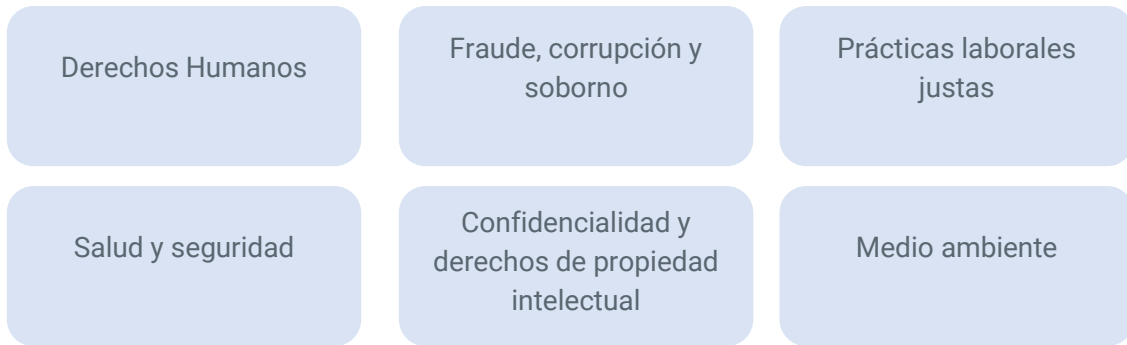 Derechos Humanos
Fraude, corrupción y
soborno
Prácticas laborales
justas
Salud y seguridad
Confidencialidad y
derechos de propiedad
intelectual
Medio ambiente